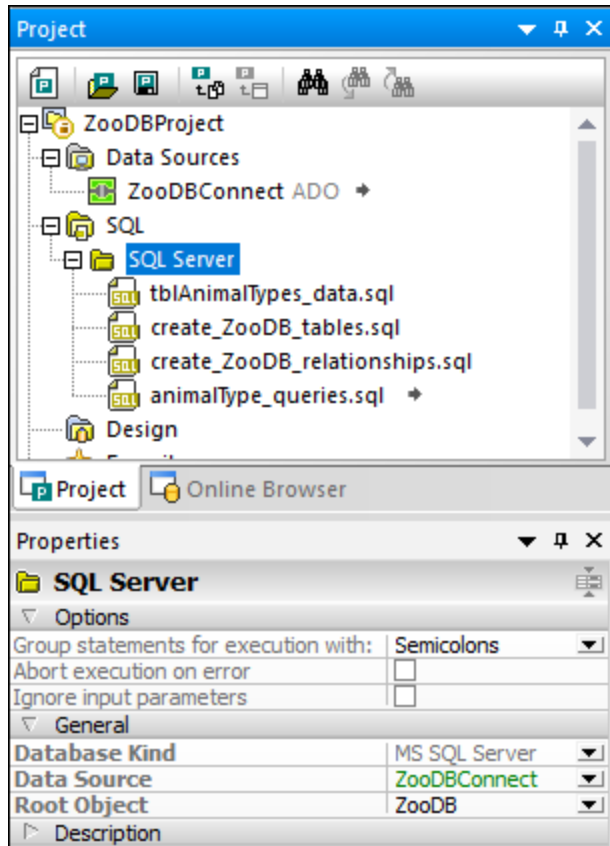 Project
ZooDBProject
Data Sources
ZooDBConnect ADO
SQL
SQL Server
tblAnimalTypes_data.sql
create_ZooDB_tables.sql
create_ZooDB_relationships.sql
animalType_queries.sql
Design
Project Online Browser
Properties
SQL Server
Options
Group statements for execution with: Semicolons
Abort execution on error
Ignore input parameters
General
Database Kind MS SQL Server
Data Source ZooDBConnect
Root Object ZooDB
Description